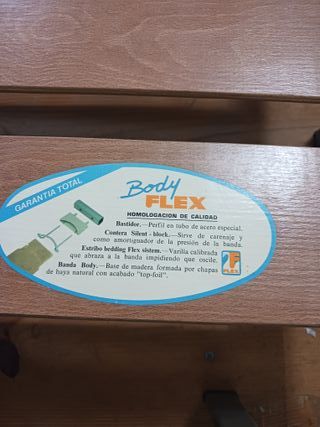 GARANTIA TOTAL
Body
FLEX
HOMOLOGACION DE CALIDAD
Bastidor.—Perfil en tubo de acero especial.
Contera Silent - block.—Sirve de carenaje y
como amortiguador de la presión de la banda.
Estribo bedding Flex sistem.—Varilla calibrada
que abraza a la banda impidiendo que oscile.
Banda Body.—Base de madera formada por chapas
de haya natural con acabado "top-foil".
FLEX